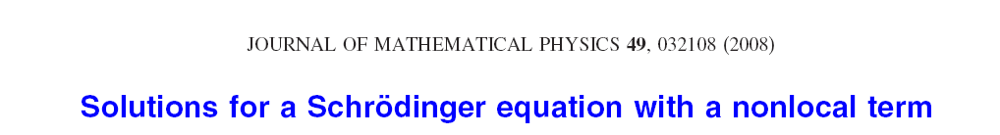 JOURNAL OF MATHEMATICAL PHYSICS 49, 032108 (2008)
Solutions for a Schrödinger equation with a nonlocal term